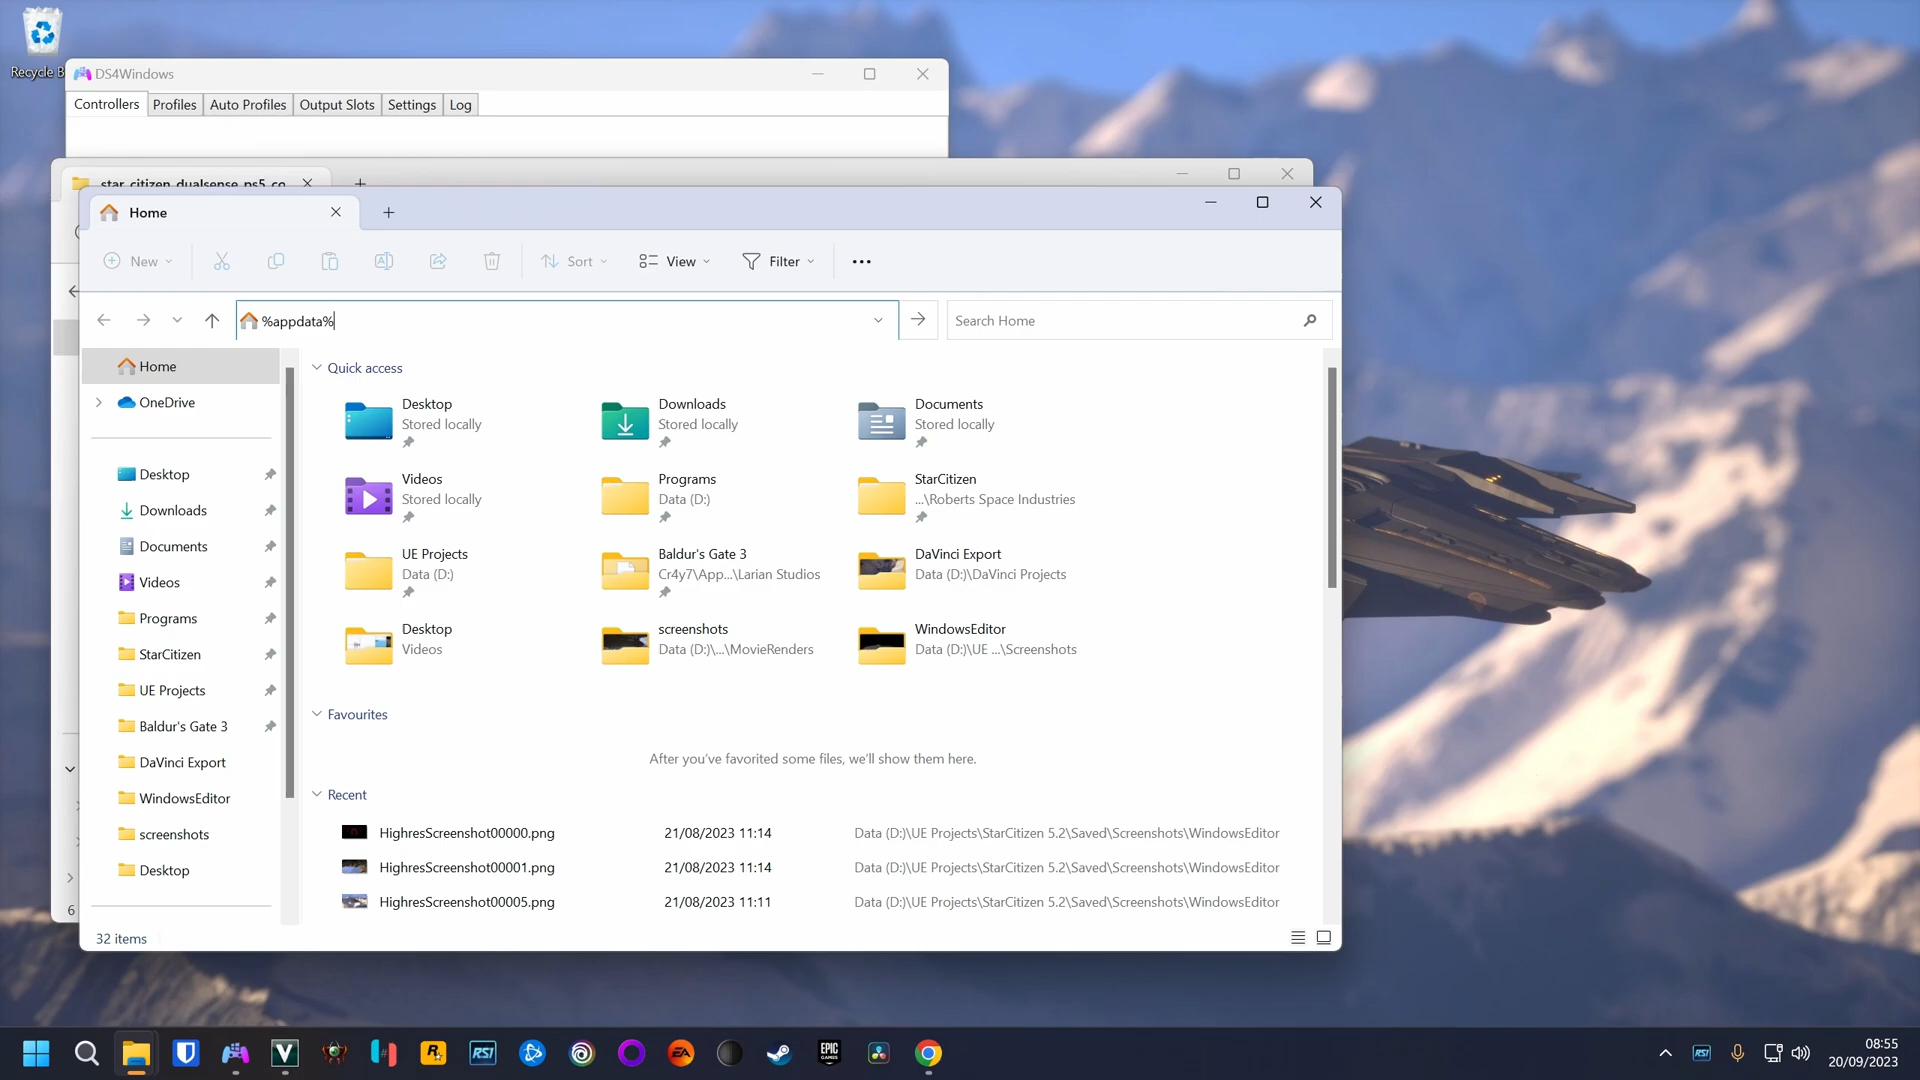 Recycle B
DS4Windows
Controllers
Profiles
Auto Profiles
Output Slots
Settings
Log
star_citizen_dualsense_ps5_co
Home
New
Sort
View
Filter
%appdata%
Search Home
Home
OneDrive
Desktop
Downloads
Documents
Videos
Programs
StarCitizen
UE Projects
Baldur's Gate 3
DaVinci Export
WindowsEditor
screenshots
Desktop
Quick access
Desktop
Stored locally
Downloads
Stored locally
Documents
Stored locally
Videos
Stored locally
Programs
Data (D:)
StarCitizen
...\Roberts Space Industries
UE Projects
Data (D:)
Baldur's Gate 3
Cr4y7\App...\Larian Studios
DaVinci Export
Data (D:)\DaVinci Projects
Desktop
Videos
screenshots
Data (D:)\...\MovieRenders
WindowsEditor
Data (D:)\UE ...\Screenshots
Favourites
After you've favorited some files, we'll show them here.
Recent
HighresScreenshot00000.png 21/08/2023 11:14 Data (D:)\UE Projects\StarCitizen 5.2\Saved\Screenshots\WindowsEditor
HighresScreenshot00001.png 21/08/2023 11:14 Data (D:)\UE Projects\StarCitizen 5.2\Saved\Screenshots\WindowsEditor
HighresScreenshot00005.png 21/08/2023 11:11 Data (D:)\UE Projects\StarCitizen 5.2\Saved\Screenshots\WindowsEditor
6
32 items
V
R
RSI
EA
EPIC
GAMES
RSI
08:55
20/09/2023